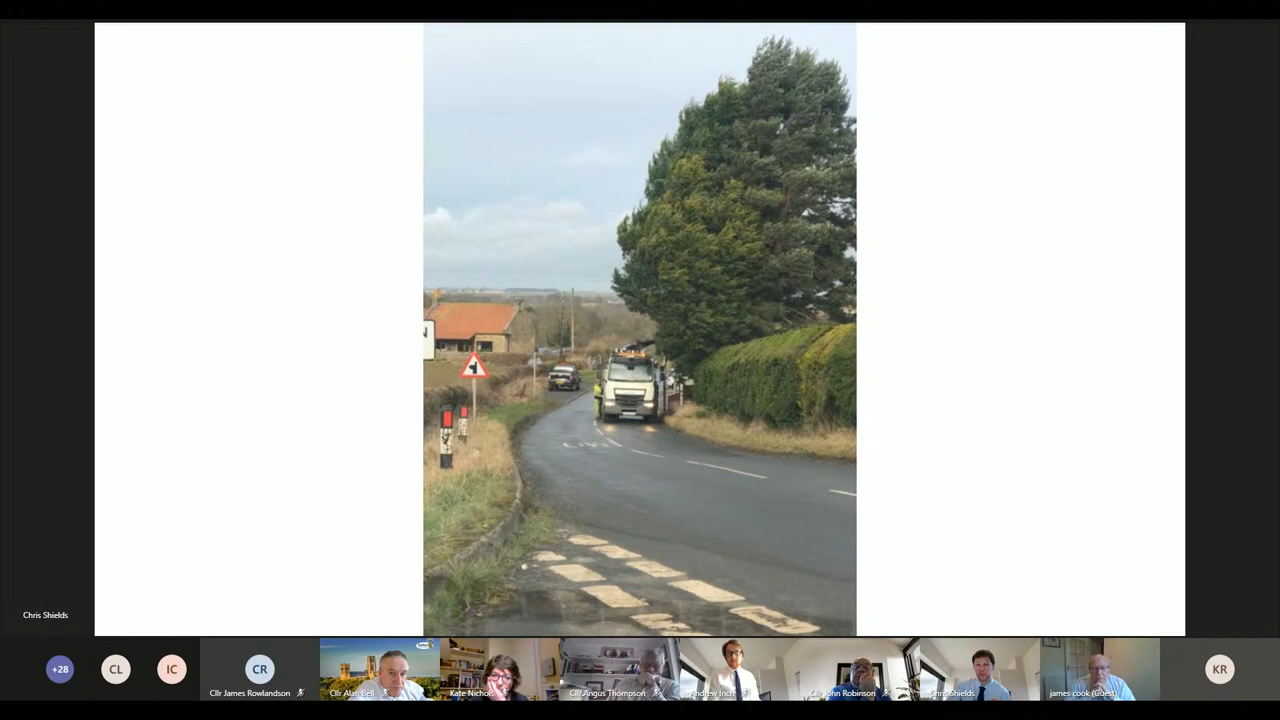 N
Chris Shields
+28
CL
IC
CR
KR
Cllr James Rowlandson
Cllr Alan Bell
Kate Nichols
Cllr Angus Thompson
Andrew Inch
Cllr John Robinson
Chris Shields
james cook (Guest)